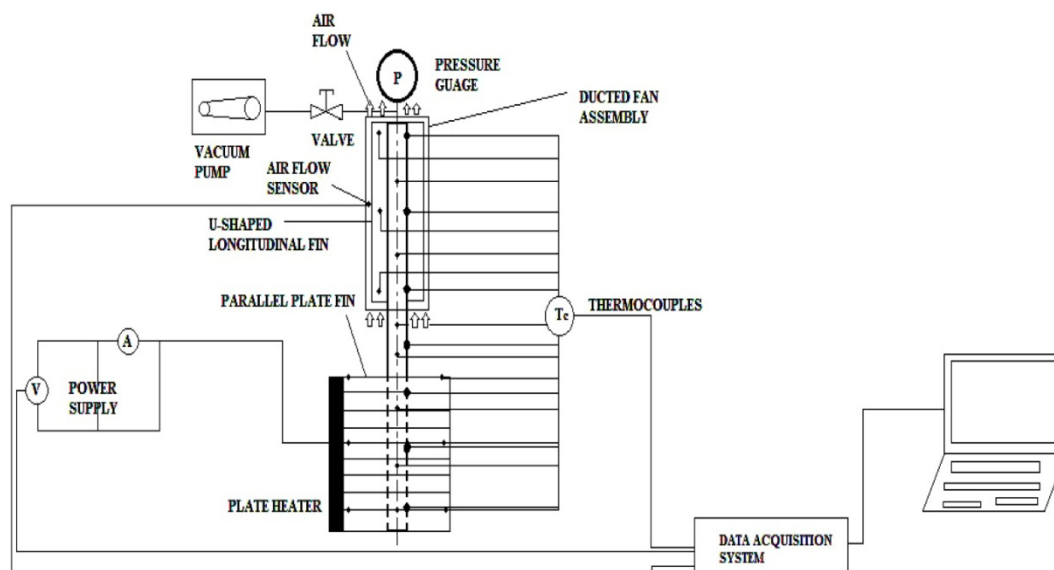 AIR
FLOW
P
PRESSURE
GUAGE
DUCTED FAN
ASSEMBLY
VALVE
VACUUM
PUMP
AIR FLOW
SENSOR
U-SHAPED
LONGITUDINAL FIN
PARALLEL PLATE FIN
THERMOCOUPLES
Tc
A
V
POWER
SUPPLY
PLATE HEATER
DATA ACQUISITION
SYSTEM